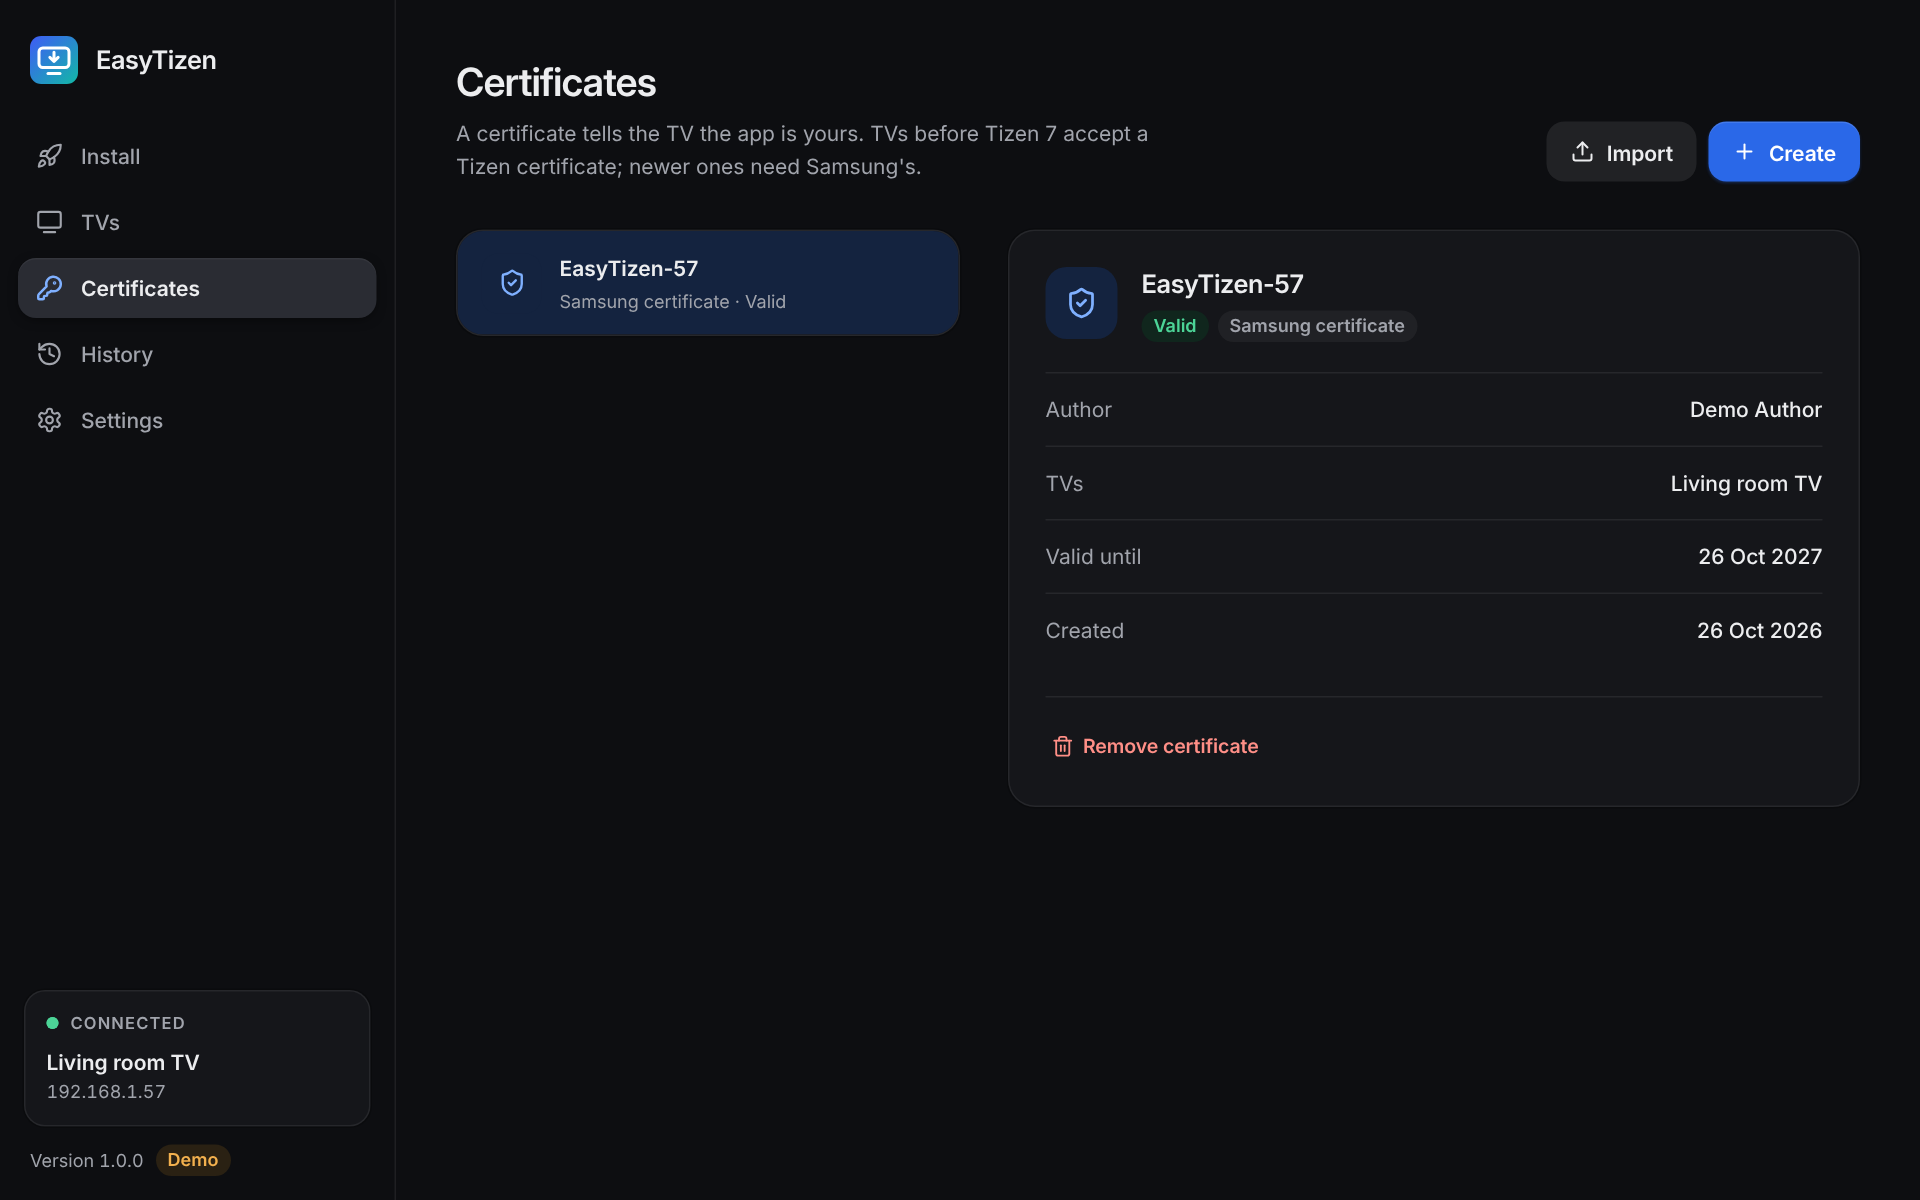 EasyTizen
Install
TVs
Certificates
History
Settings
CONNECTED
Living room TV
192.168.1.57
Version 1.0.0
Demo
Certificates
A certificate tells the TV the app is yours. TVs before Tizen 7 accept a
Tizen certificate; newer ones need Samsung's.
Import
Create
EasyTizen-57
Samsung certificate · Valid
EasyTizen-57
Valid
Samsung certificate
Author
Demo Author
TVs
Living room TV
Valid until
26 Oct 2027
Created
26 Oct 2026
Remove certificate